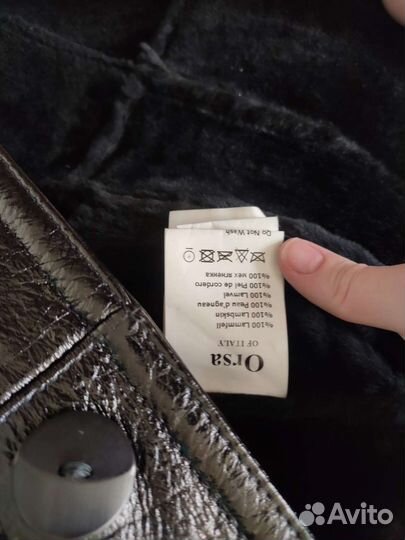 Orsa
OF ITALY
%100 Lammfell
%100 Lambskin
%100 Peau d'agneau
%100 Lamvel
%100 Piel de cordero
%100 мех ягненка
Do Not Wash
Avito